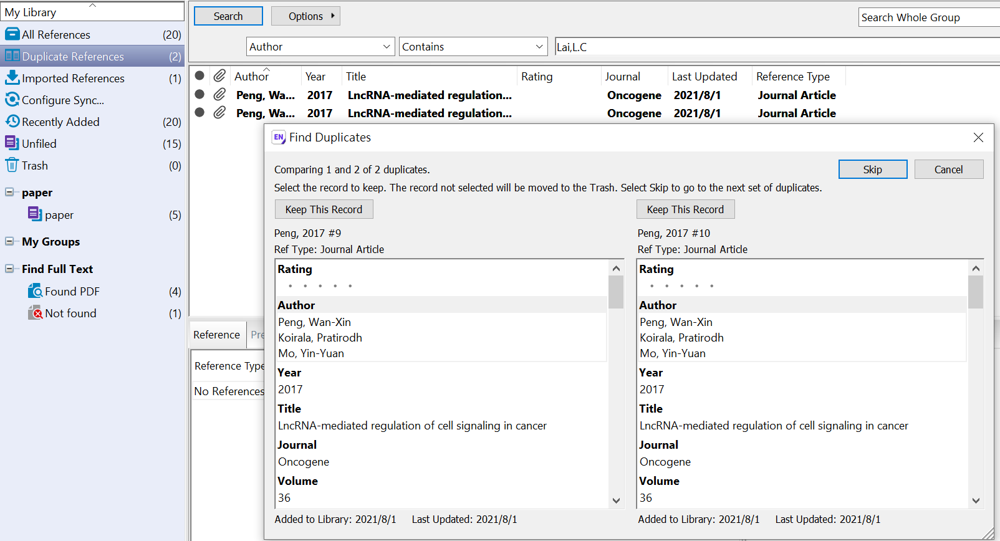 My Library
All References (20)
Duplicate References (2)
Imported References (1)
Configure Sync...
Recently Added (20)
Unfiled (15)
Trash (0)
paper
paper (5)
My Groups
Find Full Text
Found PDF (4)
Not found (1)
Search Options Search Whole Group
Author Contains Lai,L.C
Author Year Title Rating Journal Last Updated Reference Type
Peng, Wa... 2017 LncRNA-mediated regulation... Oncogene 2021/8/1 Journal Article
Peng, Wa... 2017 LncRNA-mediated regulation... Oncogene 2021/8/1 Journal Article
Reference Pre
Reference Type
No References
EN Find Duplicates
Comparing 1 and 2 of 2 duplicates. Skip Cancel
Select the record to keep. The record not selected will be moved to the Trash. Select Skip to go to the next set of duplicates.
Keep This Record
Peng, 2017 #9
Ref Type: Journal Article
Rating
Author
Peng, Wan-Xin
Koirala, Pratirodh
Mo, Yin-Yuan
Year
2017
Title
LncRNA-mediated regulation of cell signaling in cancer
Journal
Oncogene
Volume
36
Added to Library: 2021/8/1 Last Updated: 2021/8/1
Keep This Record
Peng, 2017 #10
Ref Type: Journal Article
Rating
Author
Peng, Wan-Xin
Koirala, Pratirodh
Mo, Yin-Yuan
Year
2017
Title
LncRNA-mediated regulation of cell signaling in cancer
Journal
Oncogene
Volume
36
Added to Library: 2021/8/1 Last Updated: 2021/8/1